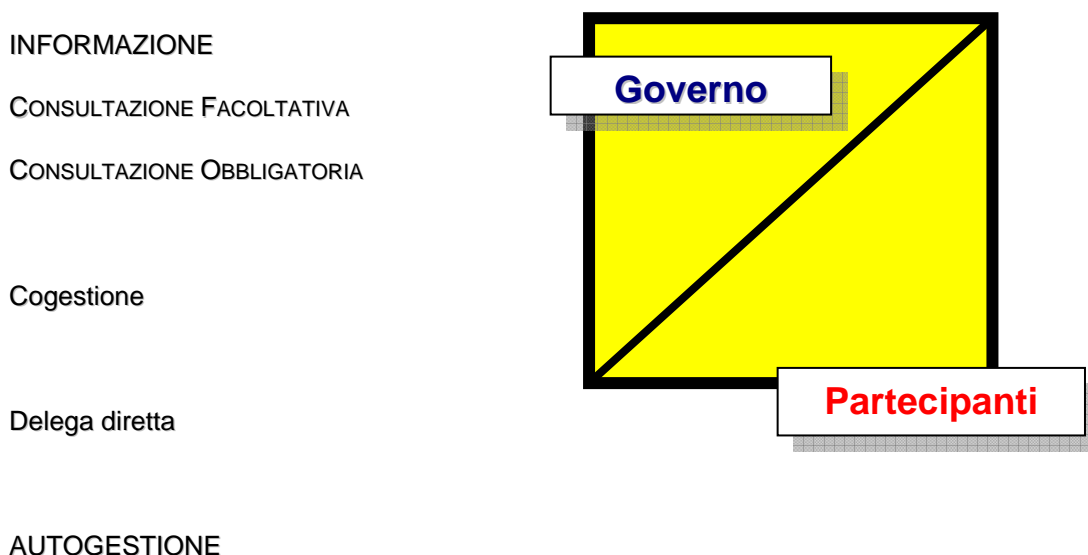 INFORMAZIONE
Governo
CONSULTAZIONE FACOLTATIVA
CONSULTAZIONE OBBLIGATORIA
Cogestione
Partecipanti
Delega diretta
AUTOGESTIONE